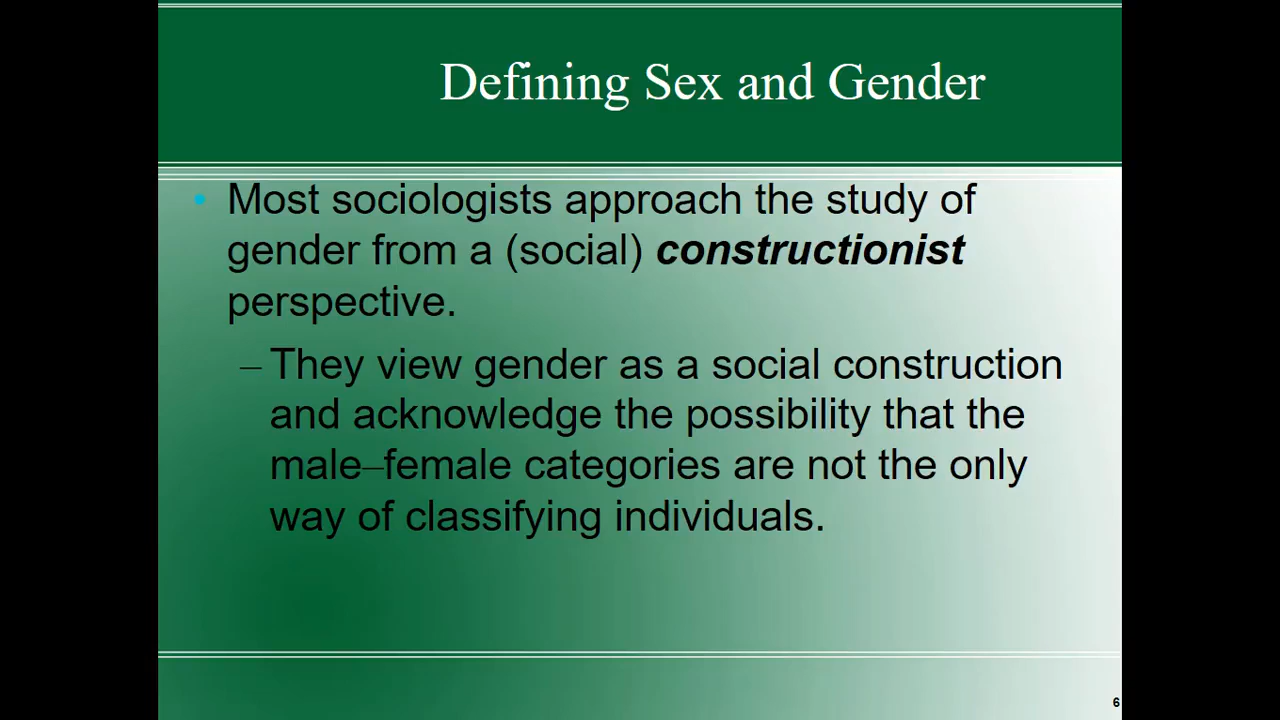 Defining Sex and Gender
• Most sociologists approach the study of
gender from a (social) constructionist
perspective.
– They view gender as a social construction
and acknowledge the possibility that the
male–female categories are not the only
way of classifying individuals.
6